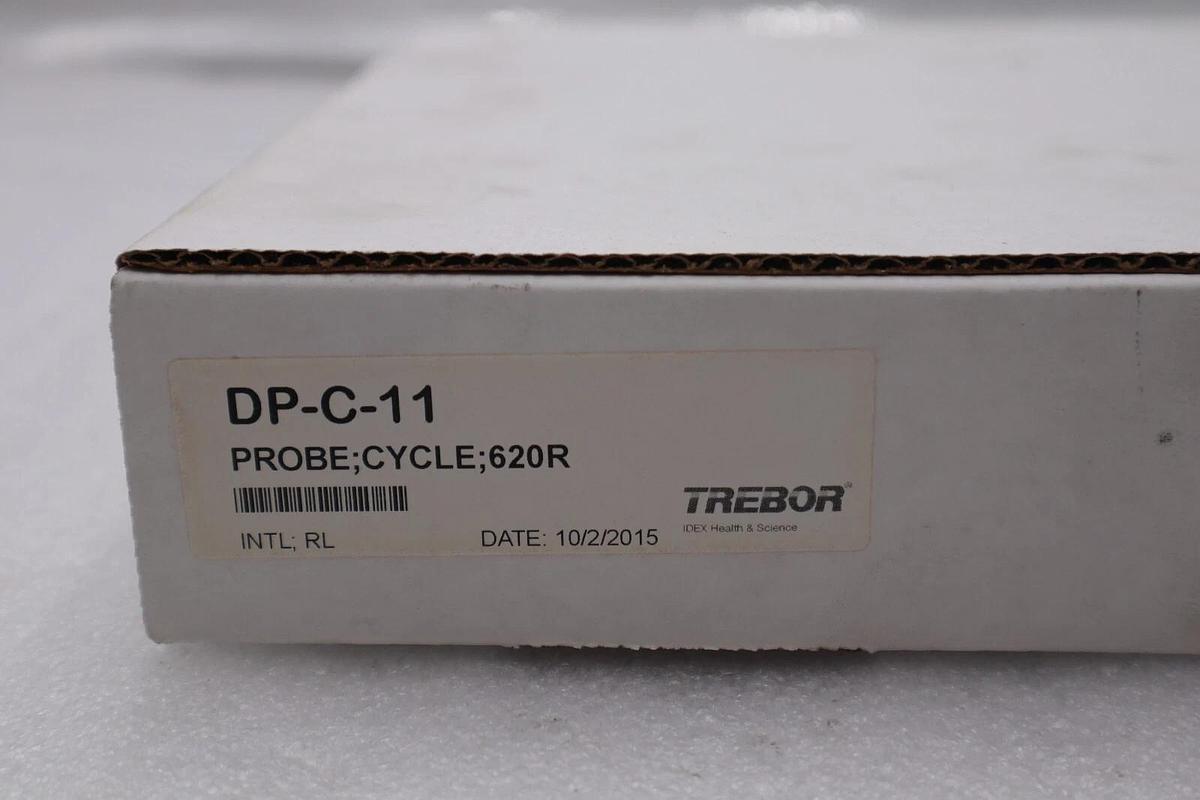 DP-C-11
PROBE;CYCLE;620R
TREBOR®
IDEX Health & Science
INTL; RL
DATE: 10/2/2015